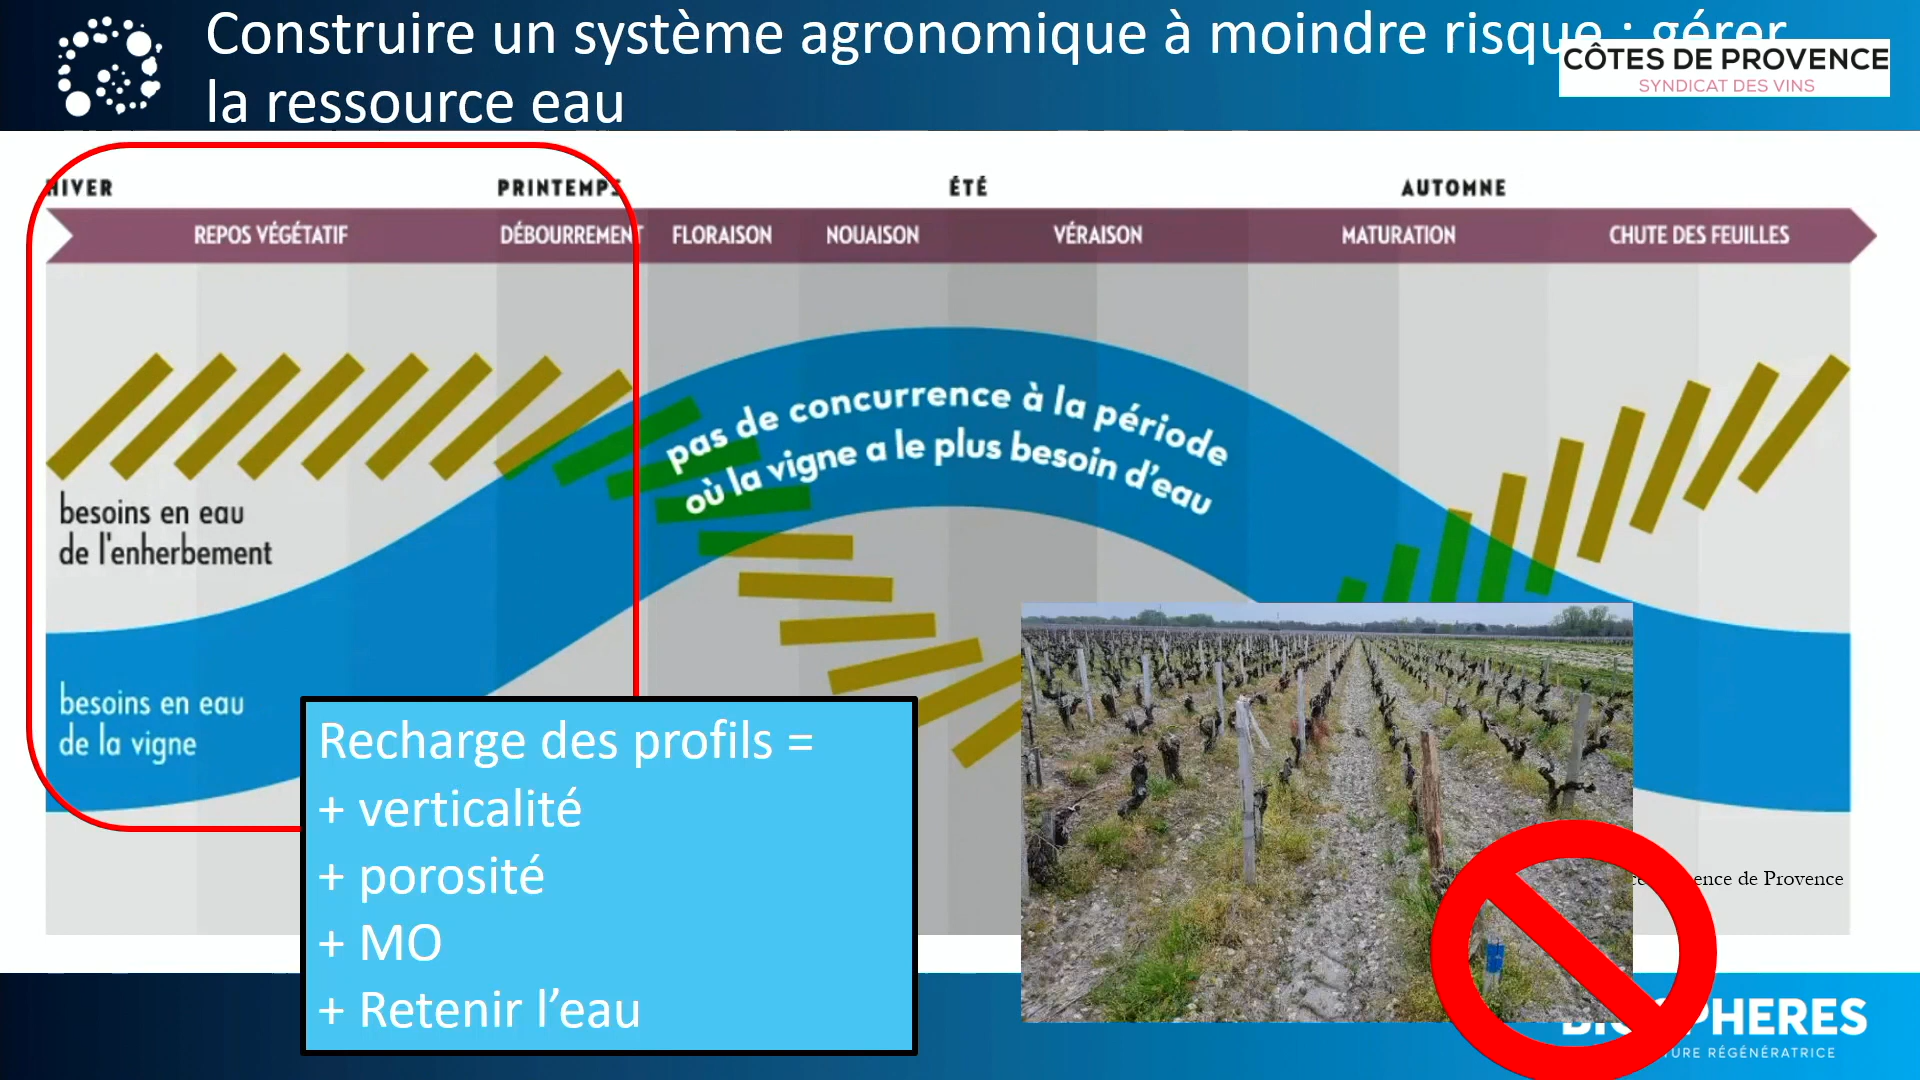 Construire un système agronomique à moindre risque : gérer
la ressource eau
CÔTES DE PROVENCE
SYNDICAT DES VINS
HIVER
PRINTEMPS
ÉTÉ
AUTOMNE
REPOS VÉGÉTATIF
DÉBOURREMENT
FLORAISON
NOUAISON
VÉRAISON
MATURATION
CHUTE DES FEUILLES
pas de concurrence à la période
où la vigne a le plus besoin d'eau
besoins en eau
de l'enherbement
besoins en eau
de la vigne
Recharge des profils =
+ verticalité
+ porosité
+ MO
+ Retenir l'eau
de Provence
PHERES
RÉGÉNÉRATRICE